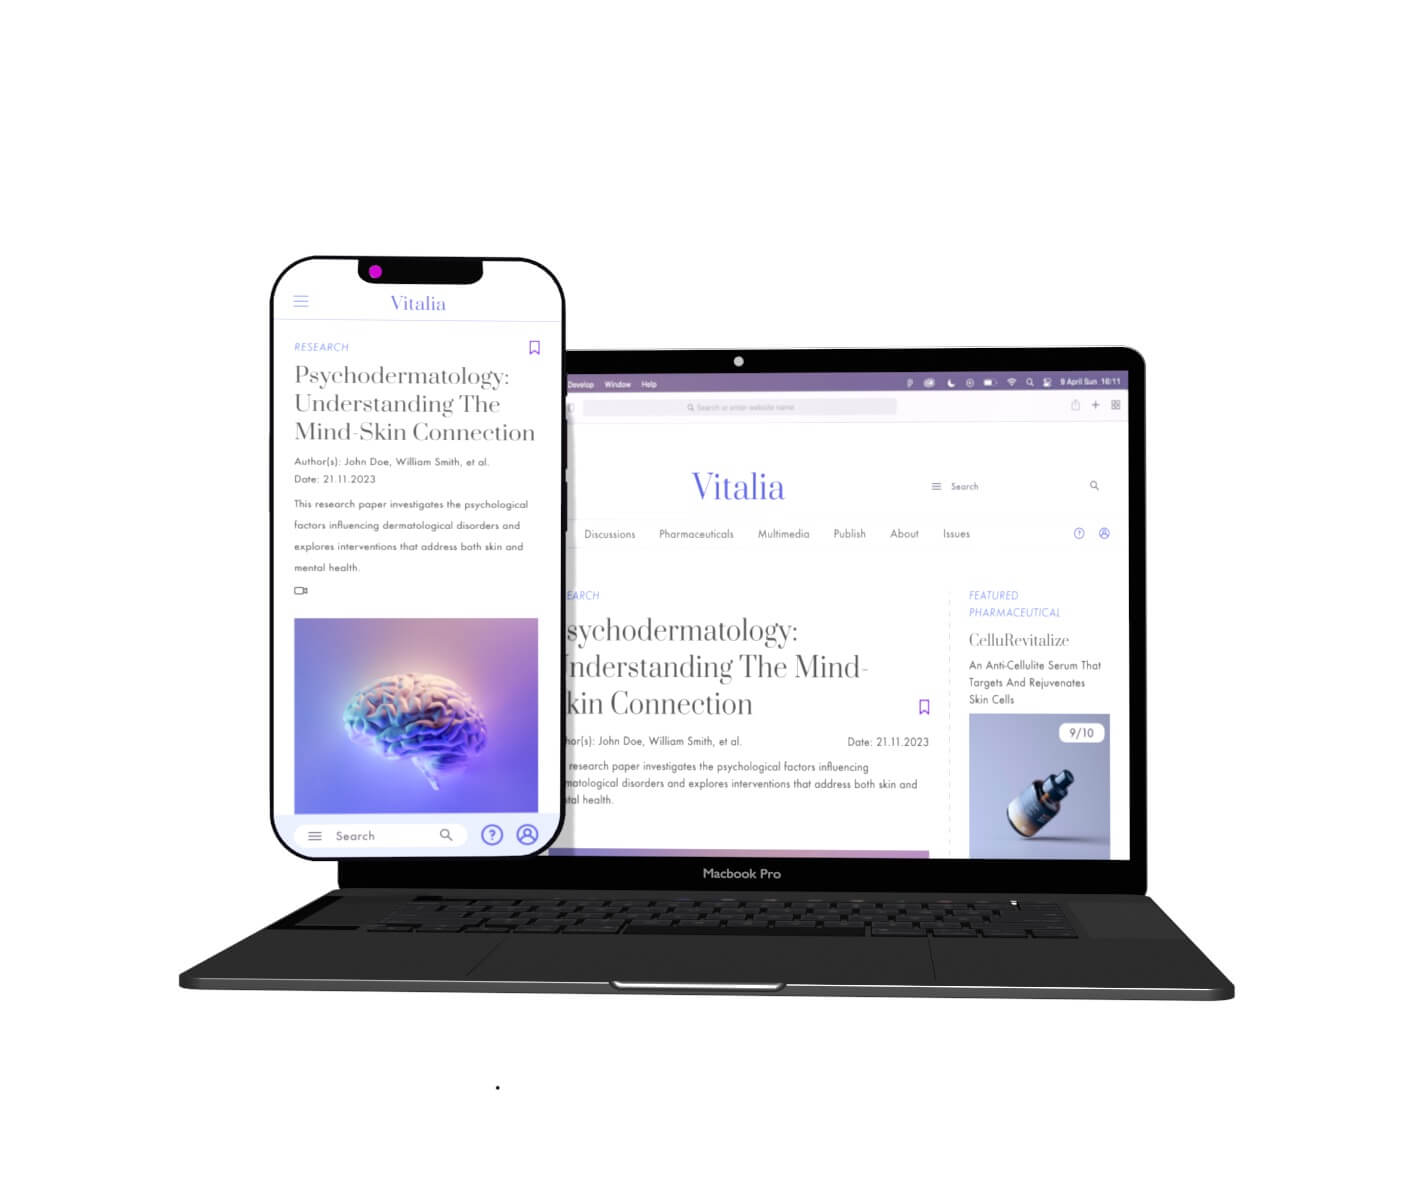 Vitalia
RESEARCH
Psychodermatology:
Understanding The
Mind-Skin Connection
Author(s): John Doe, William Smith, et al.
Date: 21.11.2023
This research paper investigates the psychological
factors influencing dermatological disorders and
explores interventions that address both skin and
mental health.
Search
Develop Window Help
9 April Sun 16:11
Search or enter website name
Vitalia
Search
Discussions Pharmaceuticals Multimedia Publish About Issues
EARCH
sychodermatology:
nderstanding The Mind-
kin Connection
hor(s): John Doe, William Smith, et al.
Date: 21.11.2023
research paper investigates the psychological factors influencing
matological disorders and explores interventions that address both skin and
tal health.
FEATURED
PHARMACEUTICAL
CelluRevitalize
An Anti-Cellulite Serum That
Targets And Rejuvenates
Skin Cells
9/10
Macbook Pro